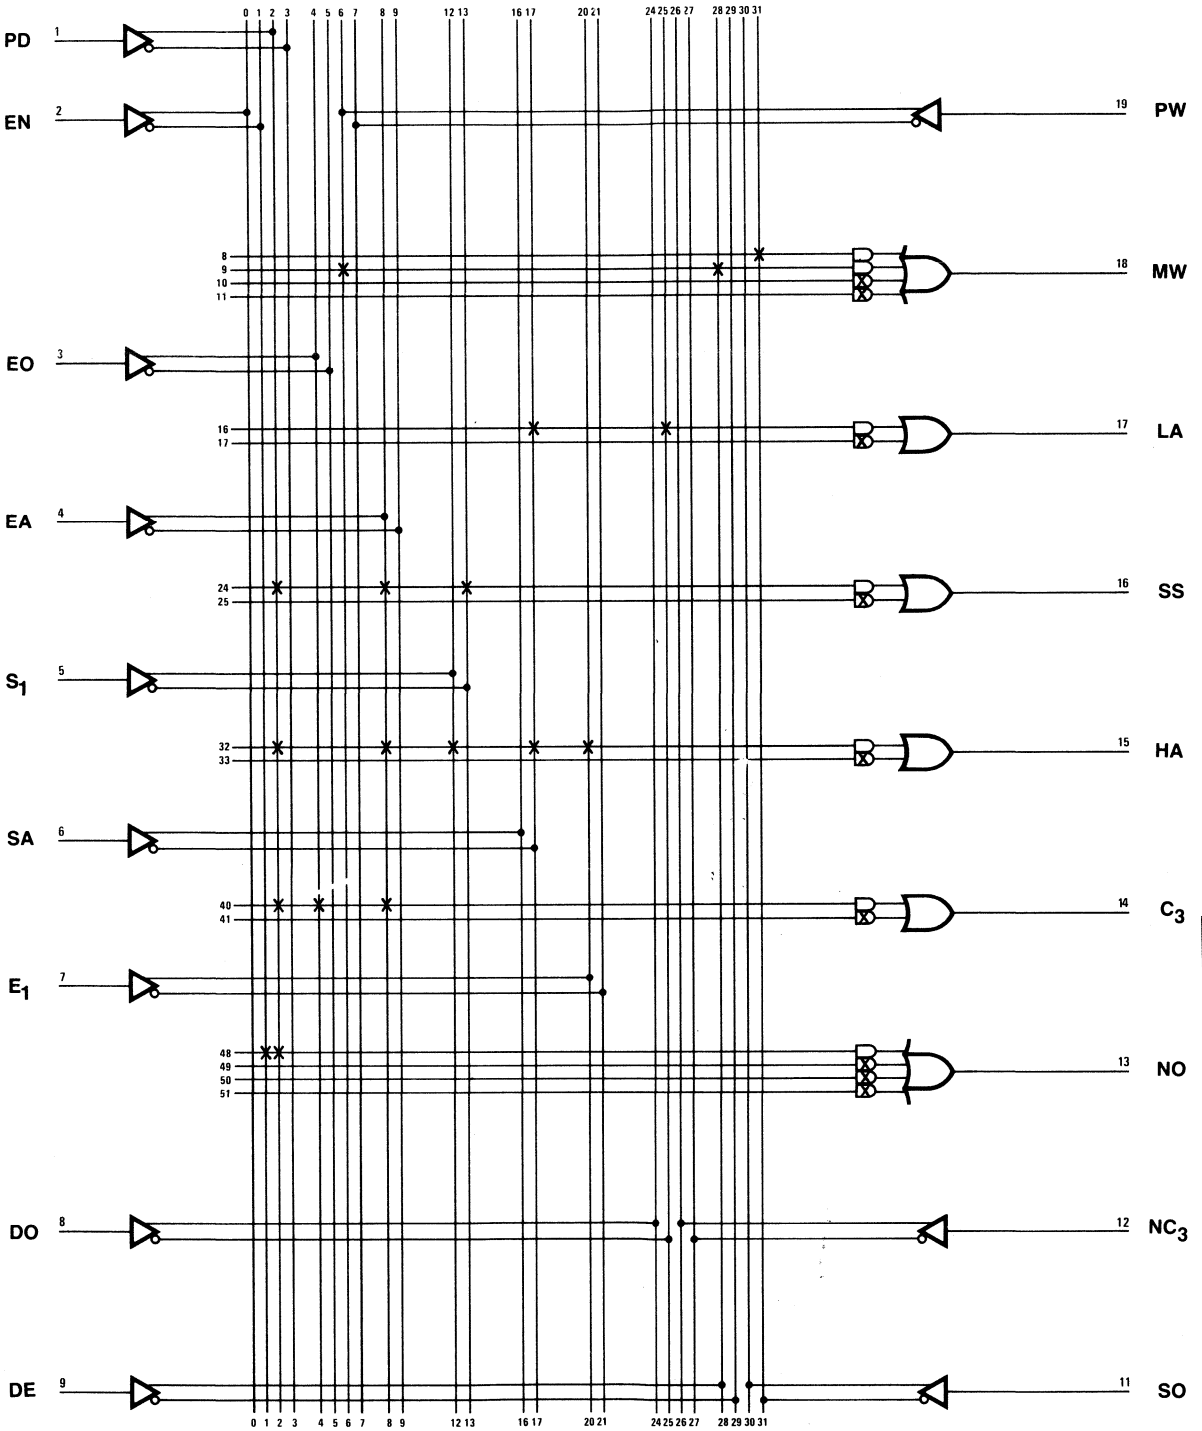 0 1 2 3 4 5 6 7 8 9 12 13 16 17 20 21 24 25 26 27 28 29 30 31
PD 1
EN 2
19 PW
8
9
10
11
18 MW
EO 3
16
17
17 LA
EA 4
24
25
16 SS
S1 5
32
33
15 HA
SA 6
40
41
14 C3
E1 7
48
49
50
51
13 NO
DO 8
12 NC3
DE 9
11 SO
0 1 2 3 4 5 6 7 8 9 12 13 16 17 20 21 24 25 26 27 28 29 30 31